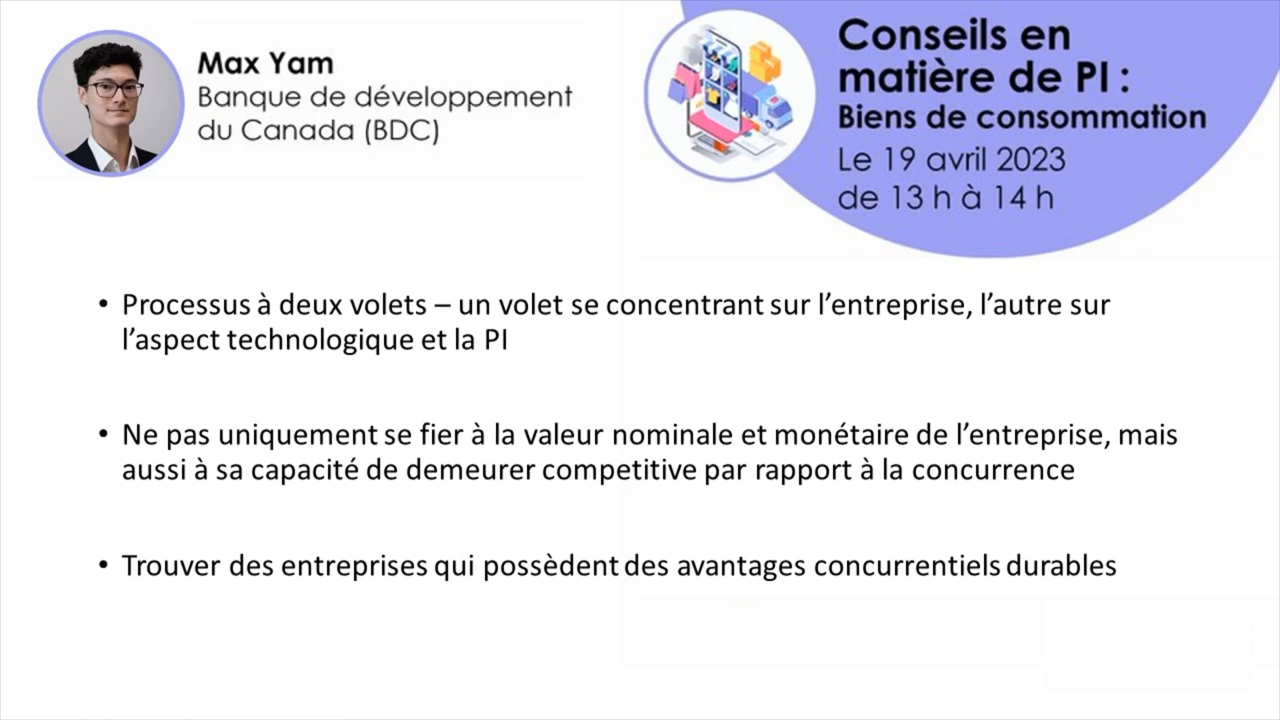 Max Yam
Banque de développement
du Canada (BDC)
Conseils en
matière de PI :
Biens de consommation
Le 19 avril 2023
de 13 h à 14 h
• Processus à deux volets – un volet se concentrant sur l’entreprise, l’autre sur
l’aspect technologique et la PI
• Ne pas uniquement se fier à la valeur nominale et monétaire de l’entreprise, mais
aussi à sa capacité de demeurer competitive par rapport à la concurrence
• Trouver des entreprises qui possèdent des avantages concurrentiels durables